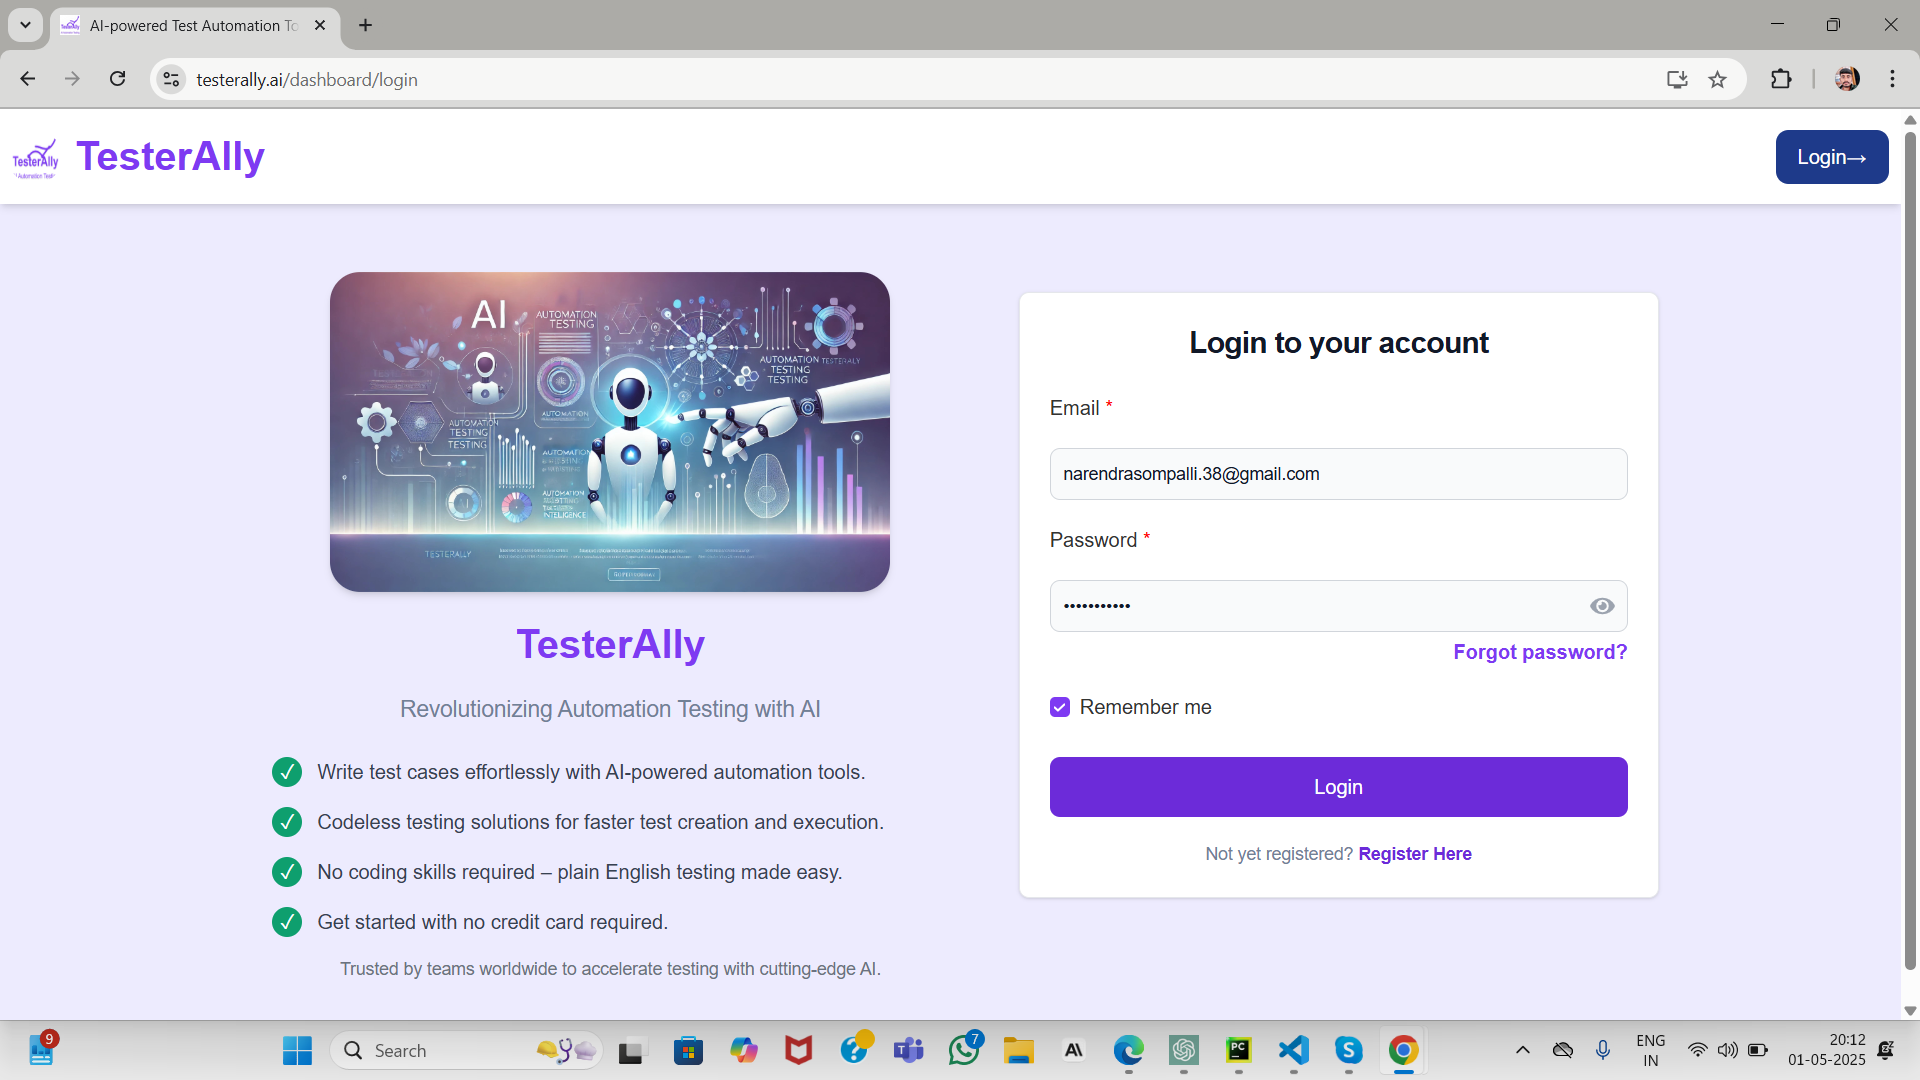 AI-powered Test Automation To
testerally.ai/dashboard/login
TesterAlly
TesterAlly
Login→
AI
AUTOMATION
TESTING
AUTOMATION
TESTING
TESTING
TESTERALLY
AUTOMATION
TESTING
TESTING
AUTOMATION
TESTERALLY
TesterAlly
Revolutionizing Automation Testing with AI
✓ Write test cases effortlessly with AI-powered automation tools.
✓ Codeless testing solutions for faster test creation and execution.
✓ No coding skills required – plain English testing made easy.
✓ Get started with no credit card required.
Trusted by teams worldwide to accelerate testing with cutting-edge AI.
Login to your account
Email *
narendrasompalli.38@gmail.com
Password *
•••••••••••
Forgot password?
Remember me
Login
Not yet registered? Register Here
9
Search
7
ENG
IN
20:12
01-05-2025